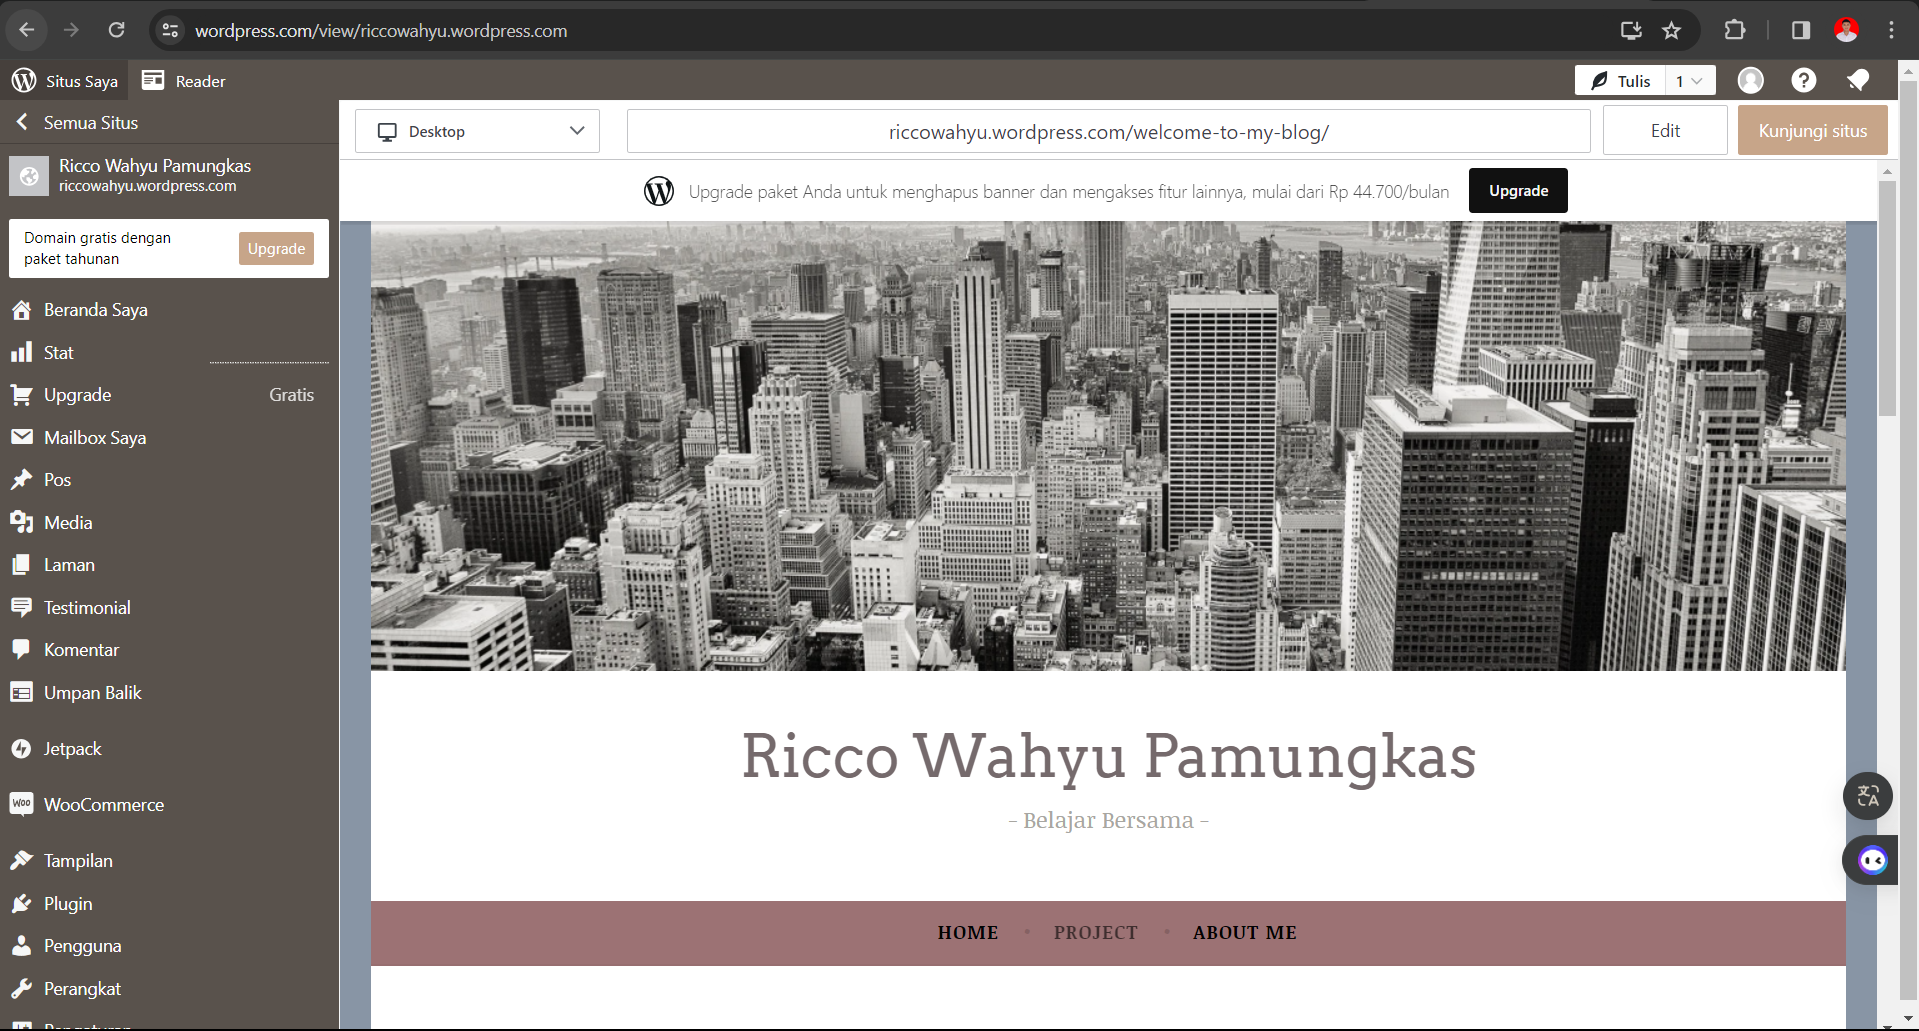 wordpress.com/view/riccowahyu.wordpress.com
Situs Saya
Reader
Tulis
1
Semua Situs
Ricco Wahyu Pamungkas
riccowahyu.wordpress.com
Domain gratis dengan
paket tahunan
Upgrade
Beranda Saya
Stat
Upgrade
Gratis
Mailbox Saya
Pos
Media
Laman
Testimonial
Komentar
Umpan Balik
Jetpack
WooCommerce
Tampilan
Plugin
Pengguna
Perangkat
Desktop
riccowahyu.wordpress.com/welcome-to-my-blog/
Edit
Kunjungi situs
Upgrade paket Anda untuk menghapus banner dan mengakses fitur lainnya, mulai dari Rp 44.700/bulan
Upgrade
Ricco Wahyu Pamungkas
- Belajar Bersama -
HOME
PROJECT
ABOUT ME